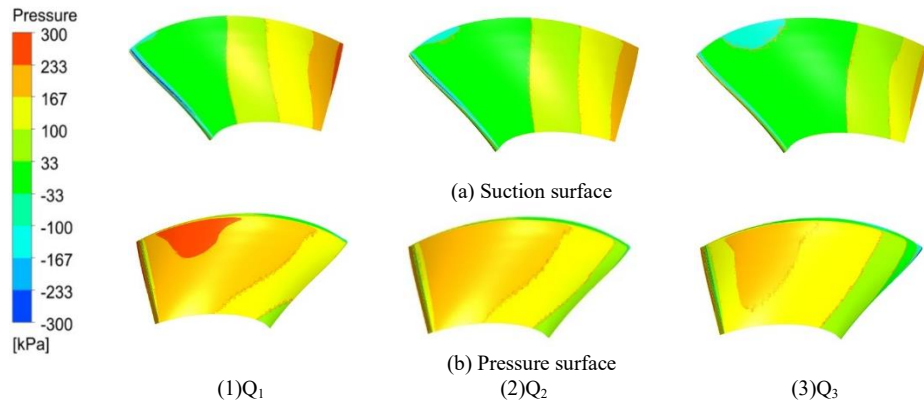 Pressure
300
233
167
100
33
-33
-100
-167
-233
-300
[kPa]
(a) Suction surface
(b) Pressure surface
(1)Q₁ (2)Q₂ (3)Q₃